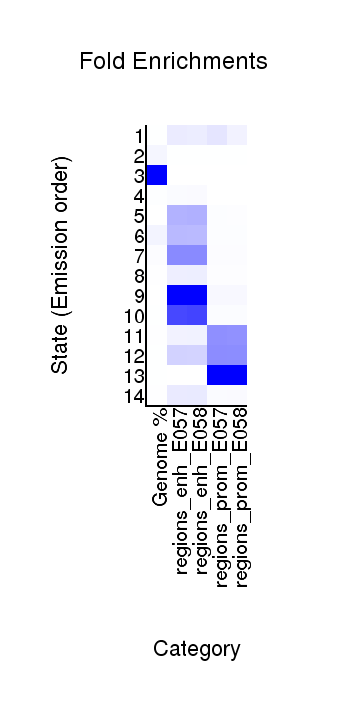 Fold Enrichments
State (Emission order)
1
2
3
4
5
6
7
8
9
10
11
12
13
14
Genome %
regions_enh_E057
regions_enh_E058
regions_prom_E057
regions_prom_E058
Category